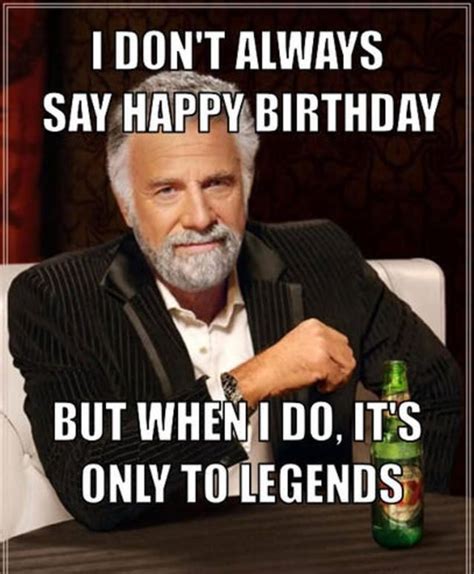 I DON'T ALWAYS
SAY HAPPY BIRTHDAY
BUT WHEN I DO, IT'S
ONLY TO LEGENDS